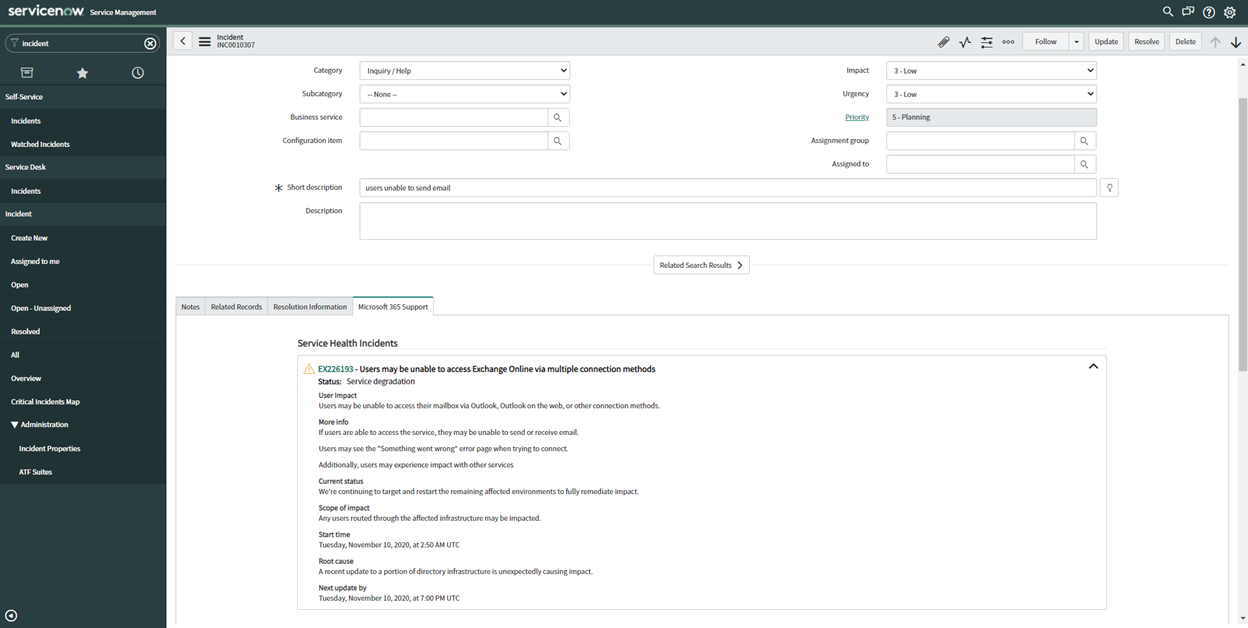 servicenow Service Management
incident
Self-Service
Incidents
Watched Incidents
Service Desk
Incidents
Incident
Create New
Assigned to me
Open
Open - Unassigned
Resolved
All
Overview
Critical Incidents Map
Administration
Incident Properties
ATF Suites
Incident
INC0010307
Follow
Update
Resolve
Delete
Category
Inquiry / Help
Impact
3 - Low
Subcategory
-- None --
Urgency
3 - Low
Business service
Priority
5 - Planning
Configuration item
Assignment group
Assigned to
Short description
users unable to send email
Description
Related Search Results
Notes
Related Records
Resolution Information
Microsoft 365 Support
Service Health Incidents
EX226193 - Users may be unable to access Exchange Online via multiple connection methods
Status: Service degradation
User Impact
Users may be unable to access their mailbox via Outlook, Outlook on the web, or other connection methods.
More info
If users are able to access the service, they may be unable to send or receive email.
Users may see the "Something went wrong" error page when trying to connect.
Additionally, users may experience impact with other services
Current status
We're continuing to target and restart the remaining affected environments to fully remediate impact.
Scope of impact
Any users routed through the affected infrastructure may be impacted.
Start time
Tuesday, November 10, 2020, at 2:50 AM UTC
Root cause
A recent update to a portion of directory infrastructure is unexpectedly causing impact.
Next update by
Tuesday, November 10, 2020, at 7:00 PM UTC